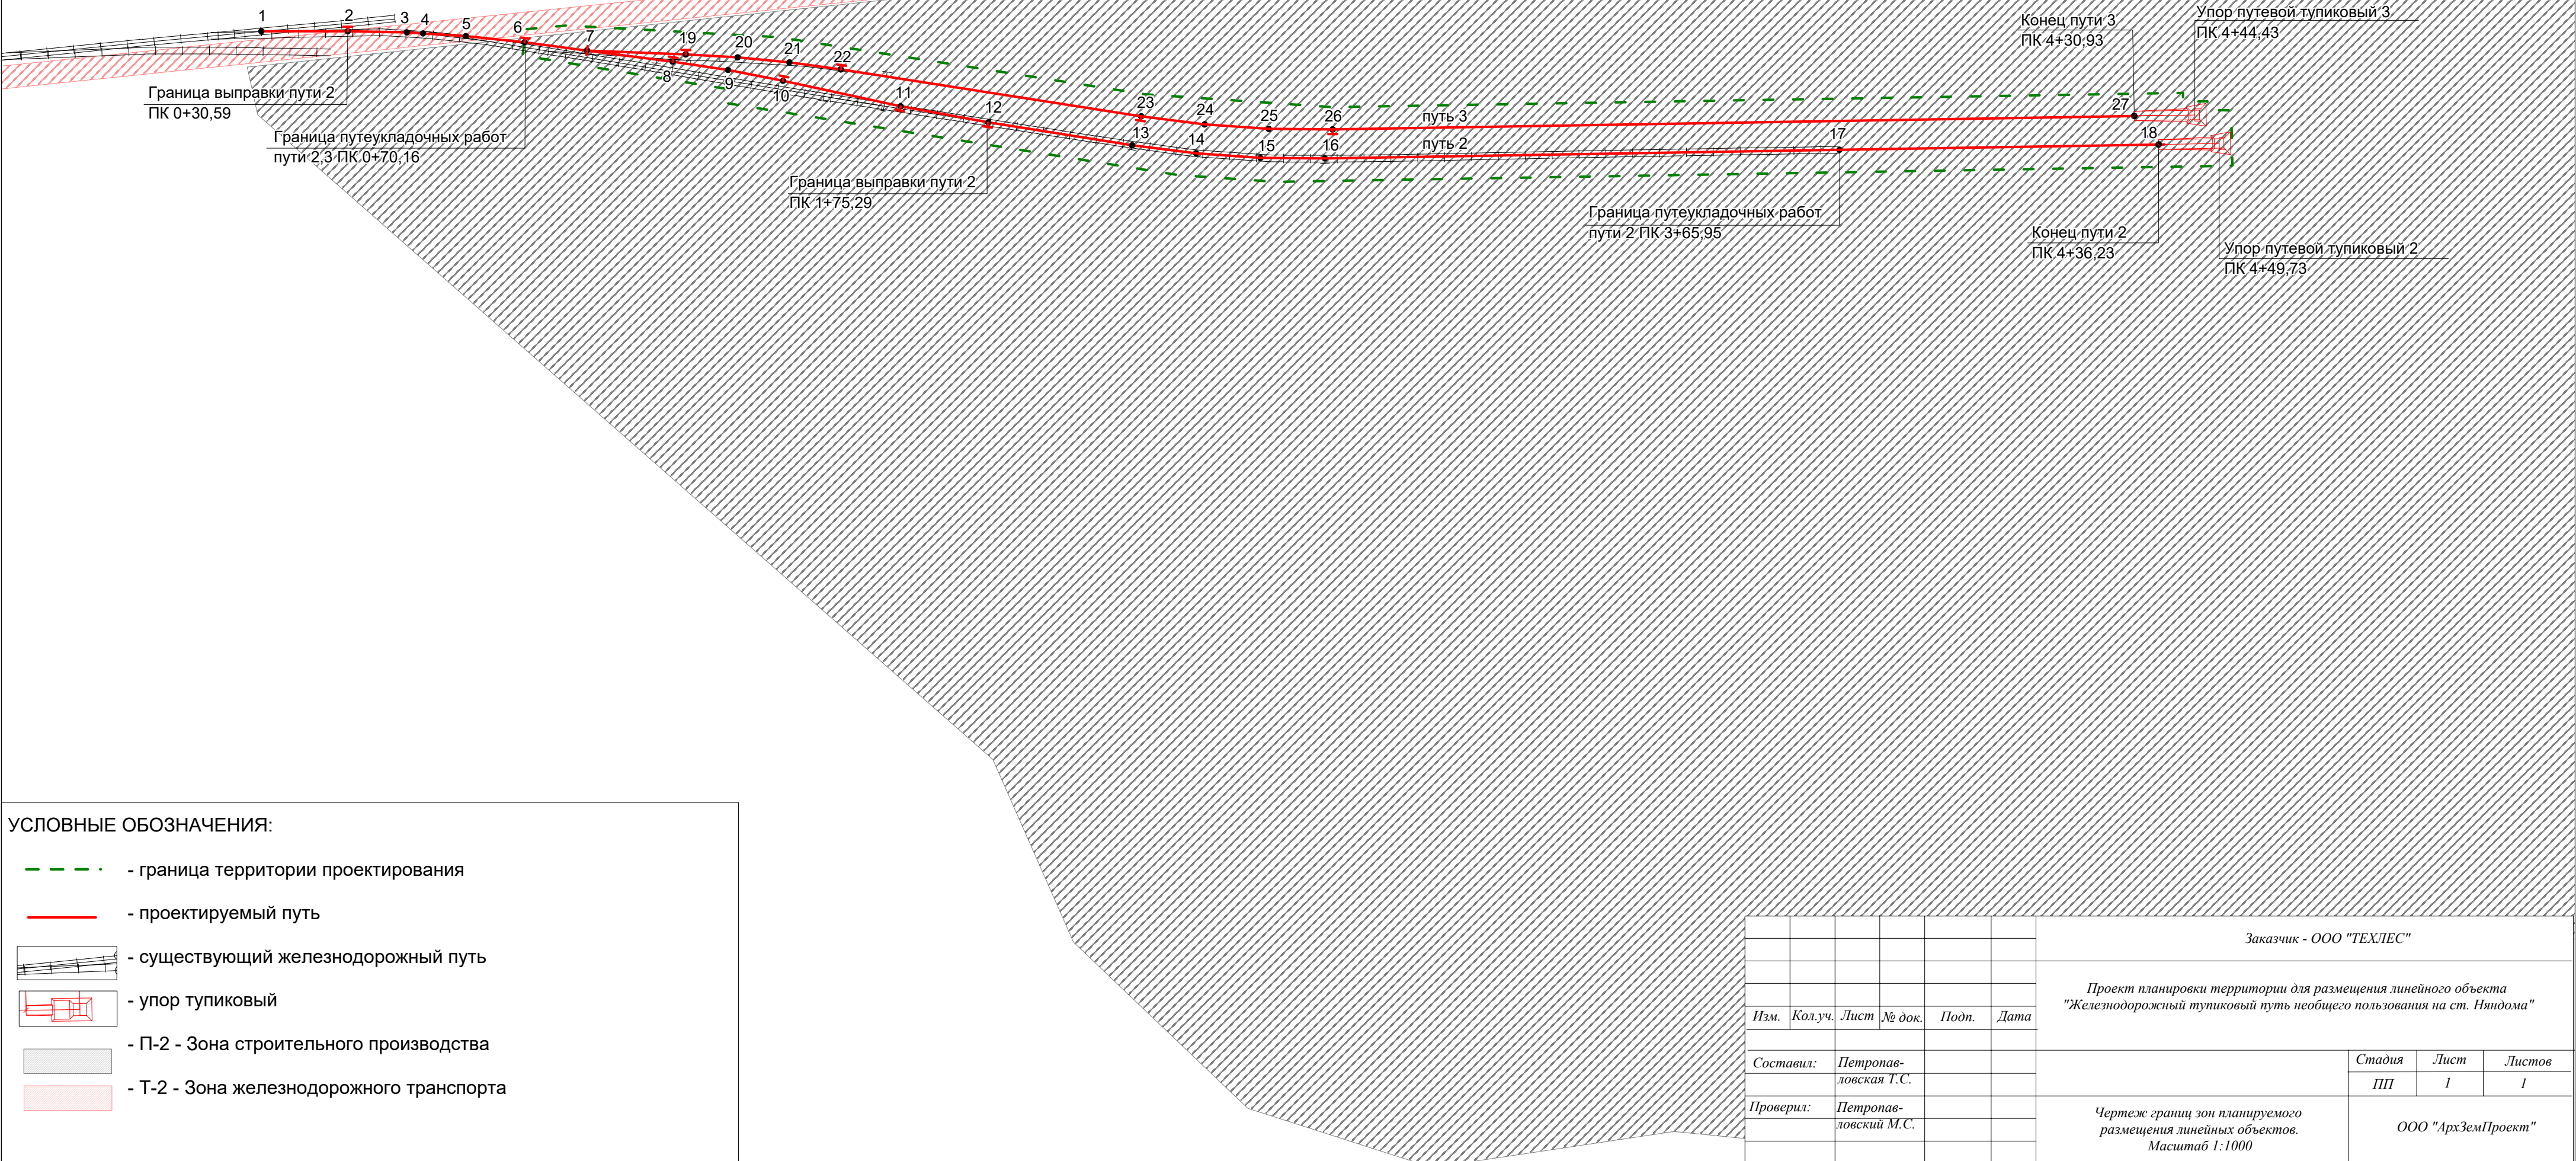 1
2
3
4
5
6
7
19
20
21
22
8
9
10
11
12
13
14
15
16
17
18
23
24
25
26
27
путь 3
путь 2
Граница выправки пути 2
ПК 0+30,59
Граница путеукладочных работ
пути 2,3 ПК 0+70,16
Граница выправки пути 2
ПК 1+75,29
Граница путеукладочных работ
пути 2 ПК 3+65,95
Конец пути 3
ПК 4+30,93
Упор путевой тупиковый 3
ПК 4+44,43
Конец пути 2
ПК 4+36,23
Упор путевой тупиковый 2
ПК 4+49,73
УСЛОВНЫЕ ОБОЗНАЧЕНИЯ:
- граница территории проектирования
- проектируемый путь
- существующий железнодорожный путь
- упор тупиковый
- П-2 - Зона строительного производства
- Т-2 - Зона железнодорожного транспорта
Заказчик - ООО "ТЕХЛЕС"
Проект планировки территории для размещения линейного объекта
"Железнодорожный тупиковый путь необщего пользования на ст. Няндома"
Изм. Кол.уч. Лист № док. Подп. Дата
Составил: Петропав-
ловская Т.С.
Стадия Лист Листов
ПП 1 1
Проверил: Петропав-
ловский М.С.
Чертеж границ зон планируемого
размещения линейных объектов.
Масштаб 1:1000
ООО "АрхЗемПроект"